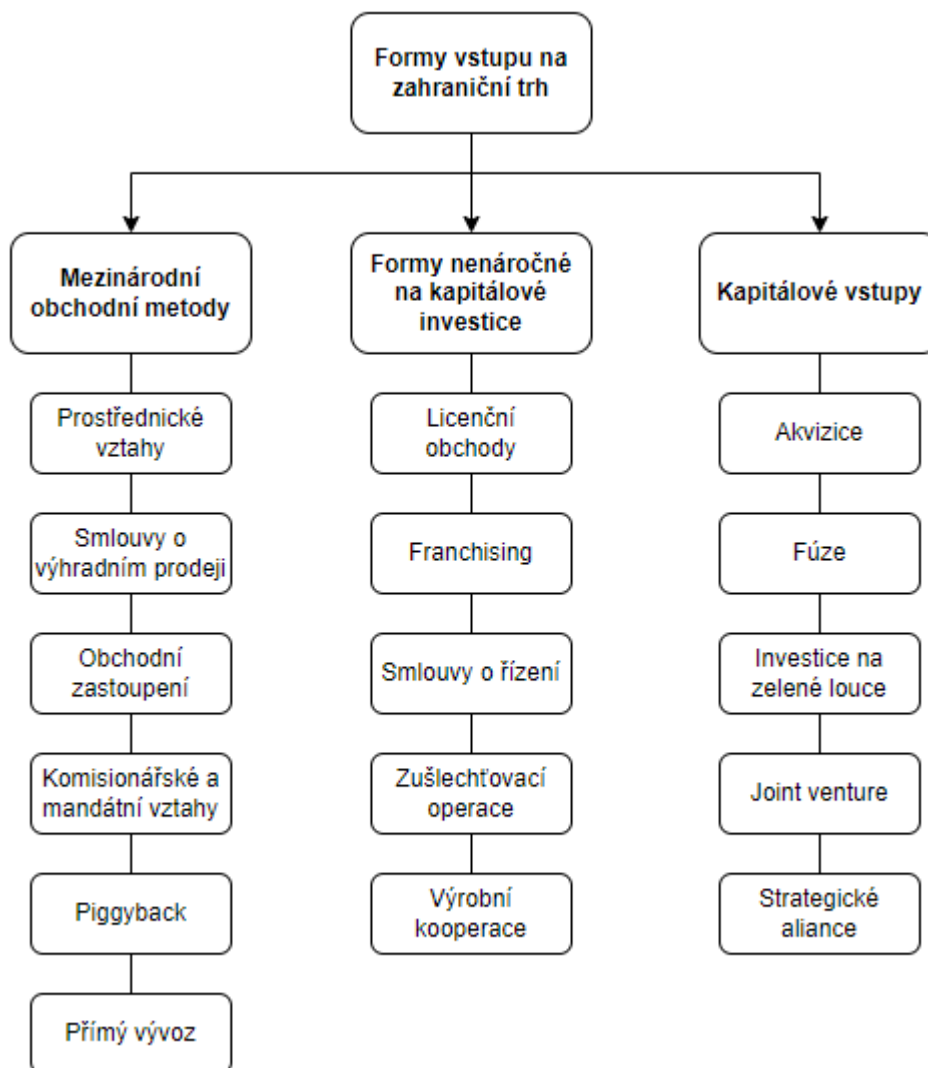 Formy vstupu na
zahraniční trh
Mezinárodní
obchodní metody
Formy nenáročné
na kapitálové
investice
Kapitálové vstupy
Prostřednické
vztahy
Licenční
obchody
Akvizice
Smlouvy o
výhradním prodeji
Franchising
Fúze
Obchodní
zastoupení
Smlouvy o řízení
Investice na
zelené louce
Komisionářské a
mandátní vztahy
Zušlechťovací
operace
Joint venture
Piggyback
Výrobní
kooperace
Strategické
aliance
Přímý vývoz